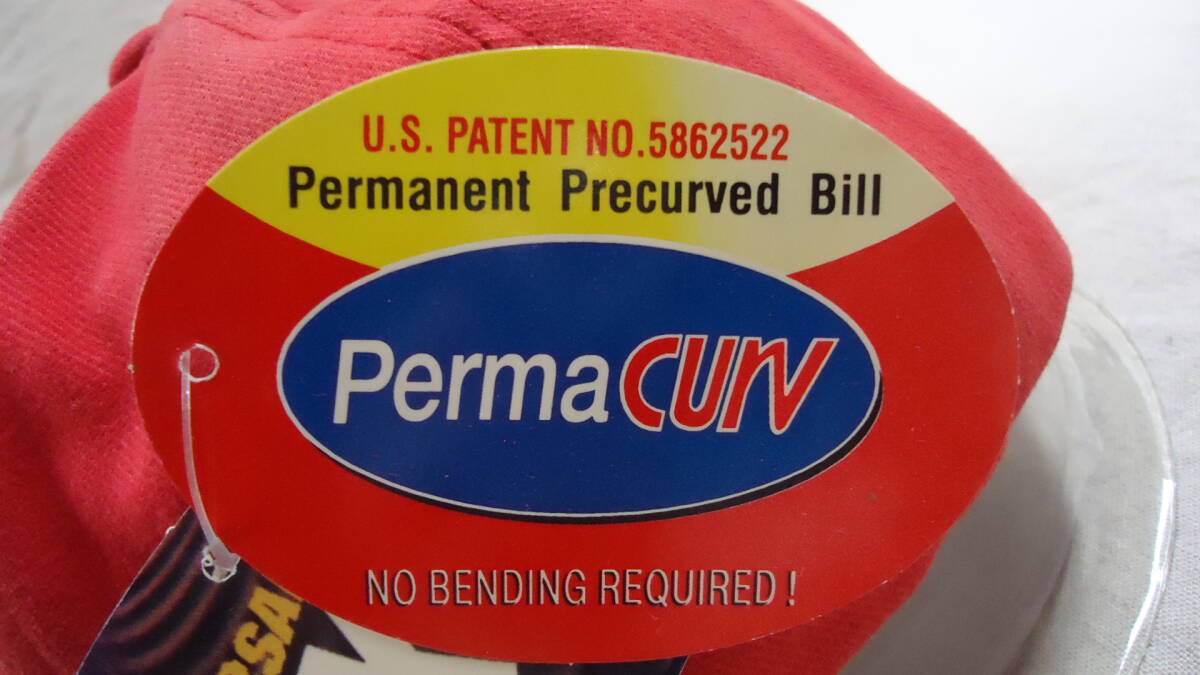 U.S. PATENT NO.5862522
Permanent Precurved Bill
PermaCURV
NO BENDING REQUIRED !